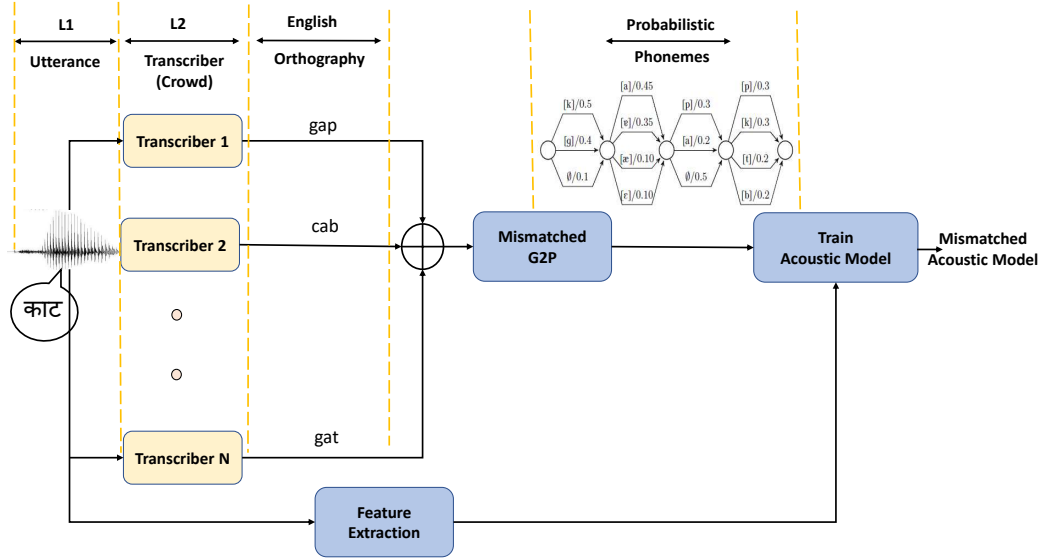 L1
Utterance
L2
Transcriber
(Crowd)
English
Orthography
Probabilistic
Phonemes
[k]/0.5
[g]/0.4
∅/0.1
[a]/0.45
[ɐ]/0.35
[æ]/0.10
[ɛ]/0.10
[p]/0.3
[a]/0.2
∅/0.5
[p]/0.3
[k]/0.3
[t]/0.2
[b]/0.2
Transcriber 1
gap
Transcriber 2
cab
Transcriber N
gat
काट
Mismatched
G2P
Train
Acoustic Model
Mismatched
Acoustic Model
Feature
Extraction